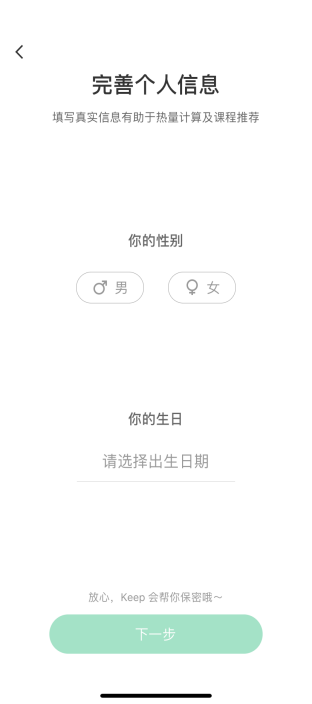 完善个人信息
填写真实信息有助于热量计算及课程推荐
你的性别
男 女
你的生日
请选择出生日期
放心，Keep 会帮你保密哦～
下一步